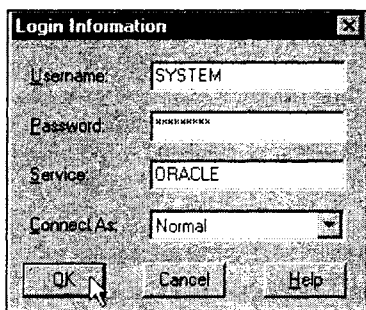 Login Information
Username: SYSTEM
Password: *********
Service: ORACLE
Connect As: Normal
OK Cancel Help